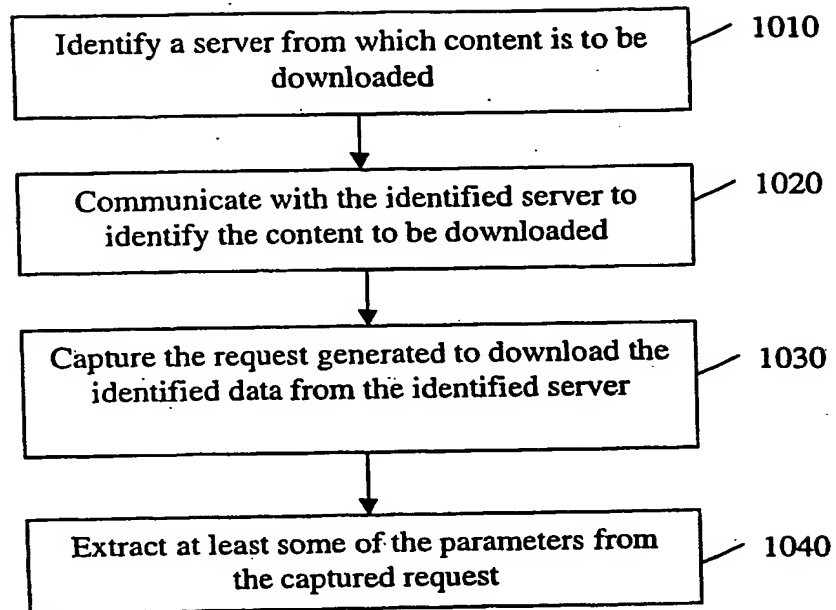 Identify a server from which content is to be
downloaded
1010
Communicate with the identified server to
identify the content to be downloaded
1020
Capture the request generated to download the
identified data from the identified server
1030
Extract at least some of the parameters from
the captured request
1040